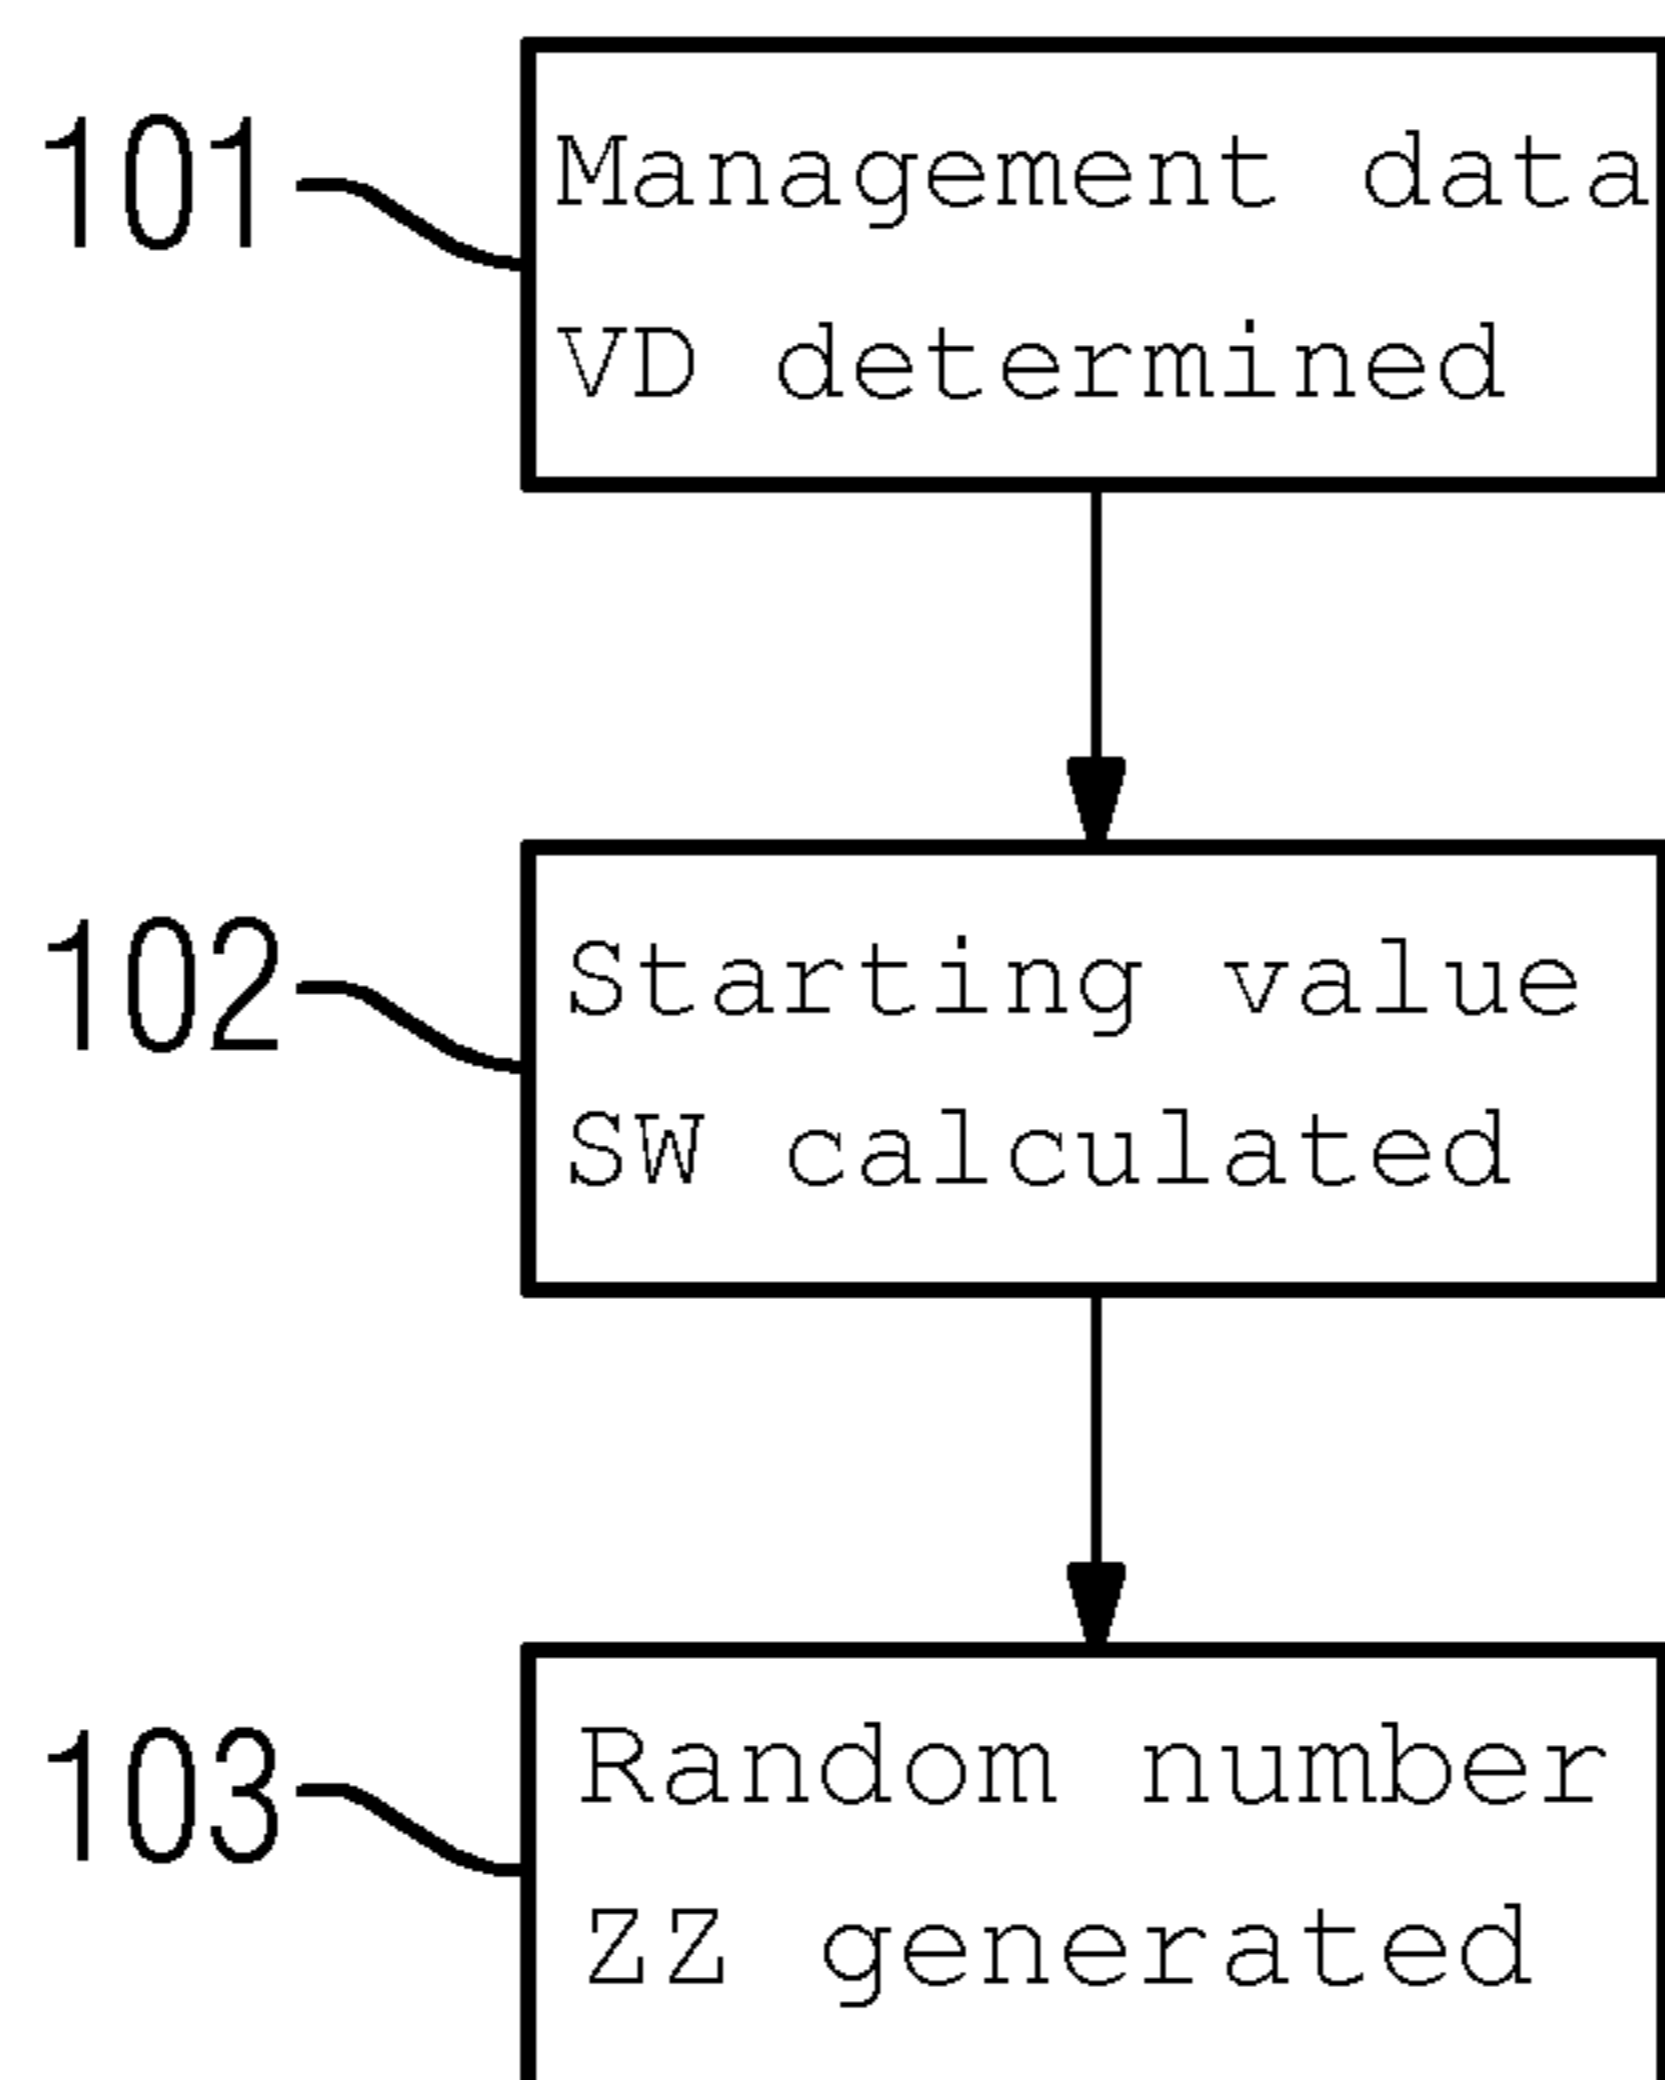 101
Management data
VD determined
102
Starting value
SW calculated
103
Random number
ZZ generated